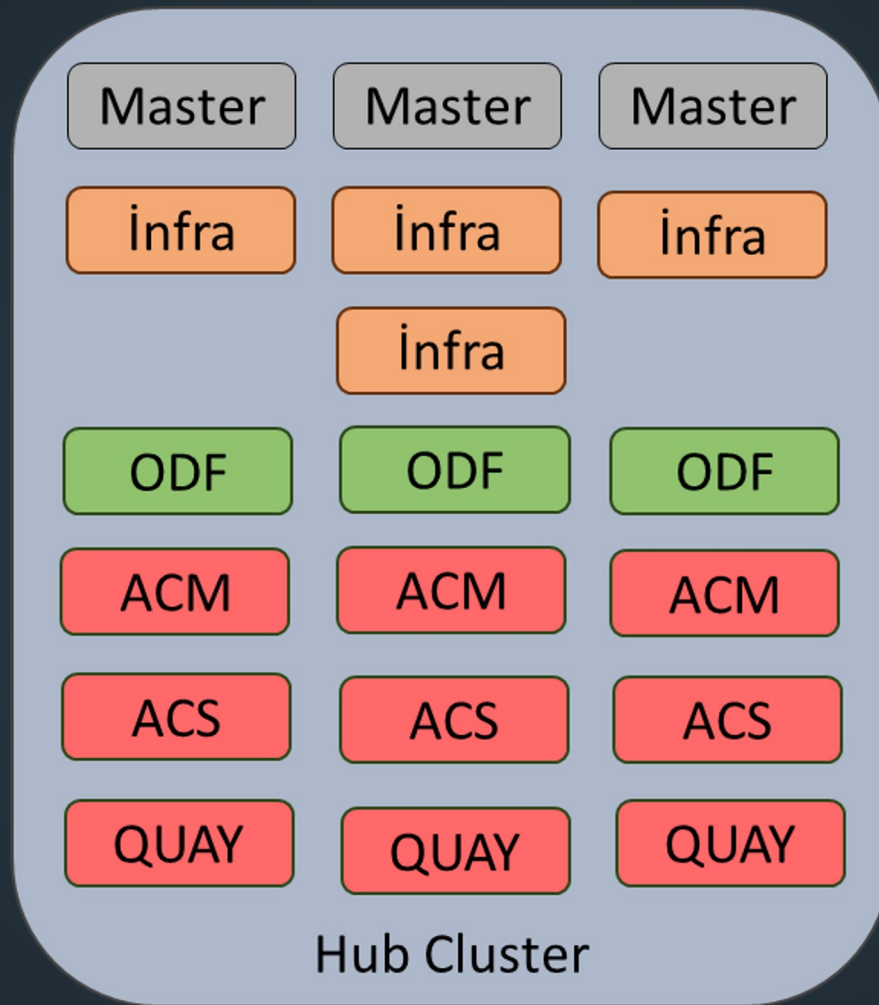 Master Master Master
İnfra İnfra İnfra
İnfra
ODF ODF ODF
ACM ACM ACM
ACS ACS ACS
QUAY QUAY QUAY
Hub Cluster